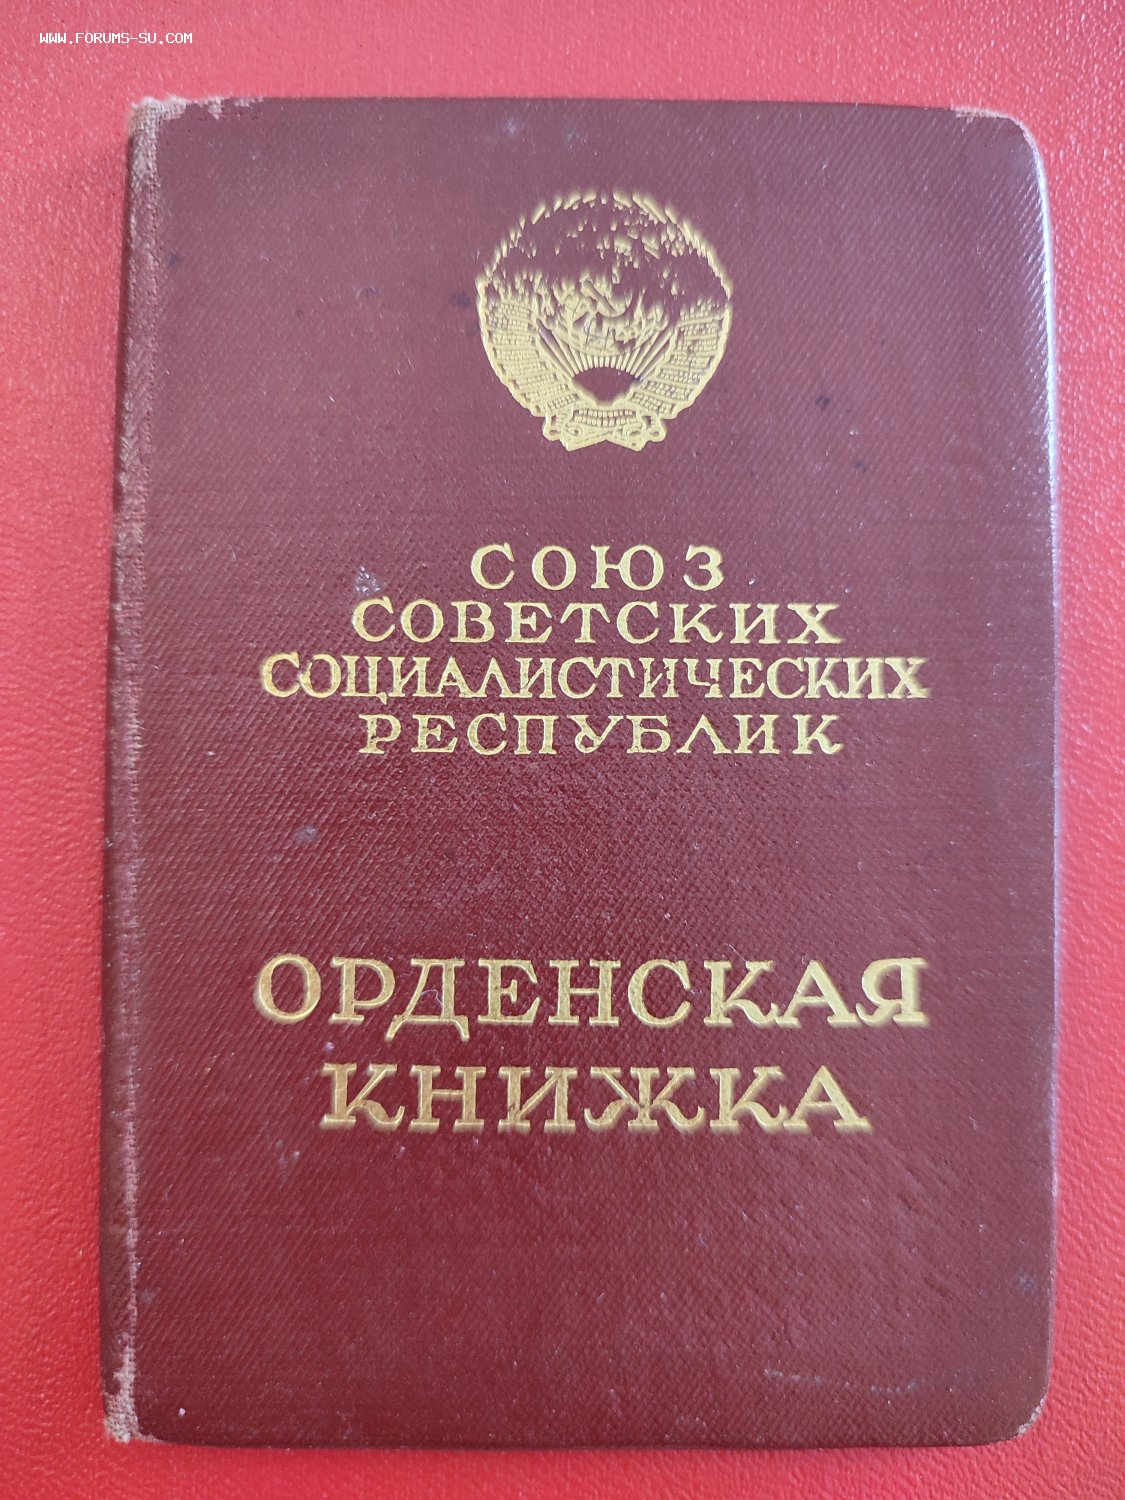 WWW.FORUMS-SU.COM
СОЮЗ
СОВЕТСКИХ
СОЦИАЛИСТИЧЕСКИХ
РЕСПУБЛИК
ОРДЕНСКАЯ
КНИЖКА